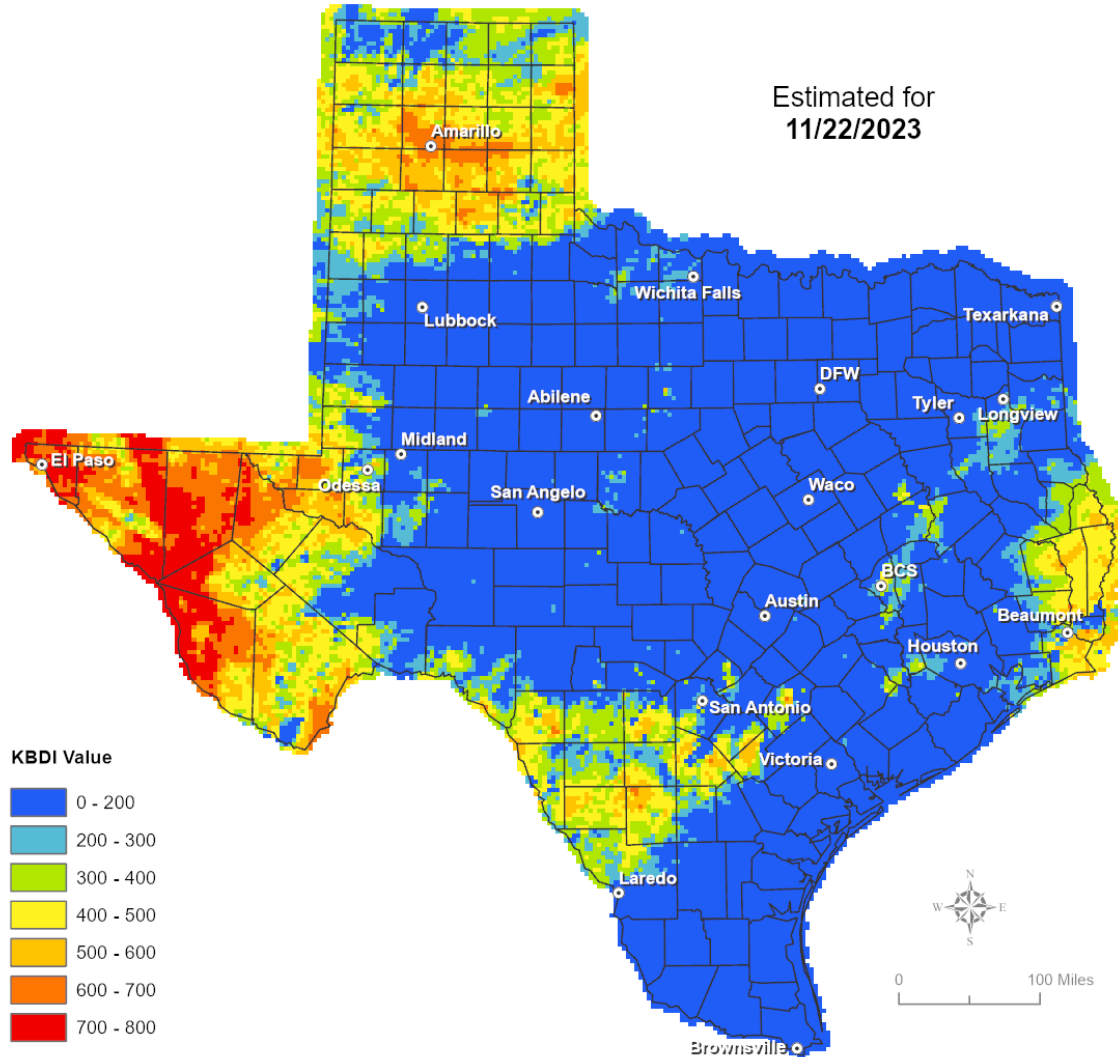 Estimated for
11/22/2023
Amarillo
Wichita Falls
Lubbock
Texarkana
DFW
Abilene
Tyler
Longview
Midland
El Paso
Odessa
San Angelo
Waco
BCS
Austin
Beaumont
Houston
San Antonio
Victoria
KBDI Value
0 - 200
200 - 300
300 - 400
400 - 500
500 - 600
600 - 700
700 - 800
Laredo
N
W E
S
0 100 Miles
Brownsville